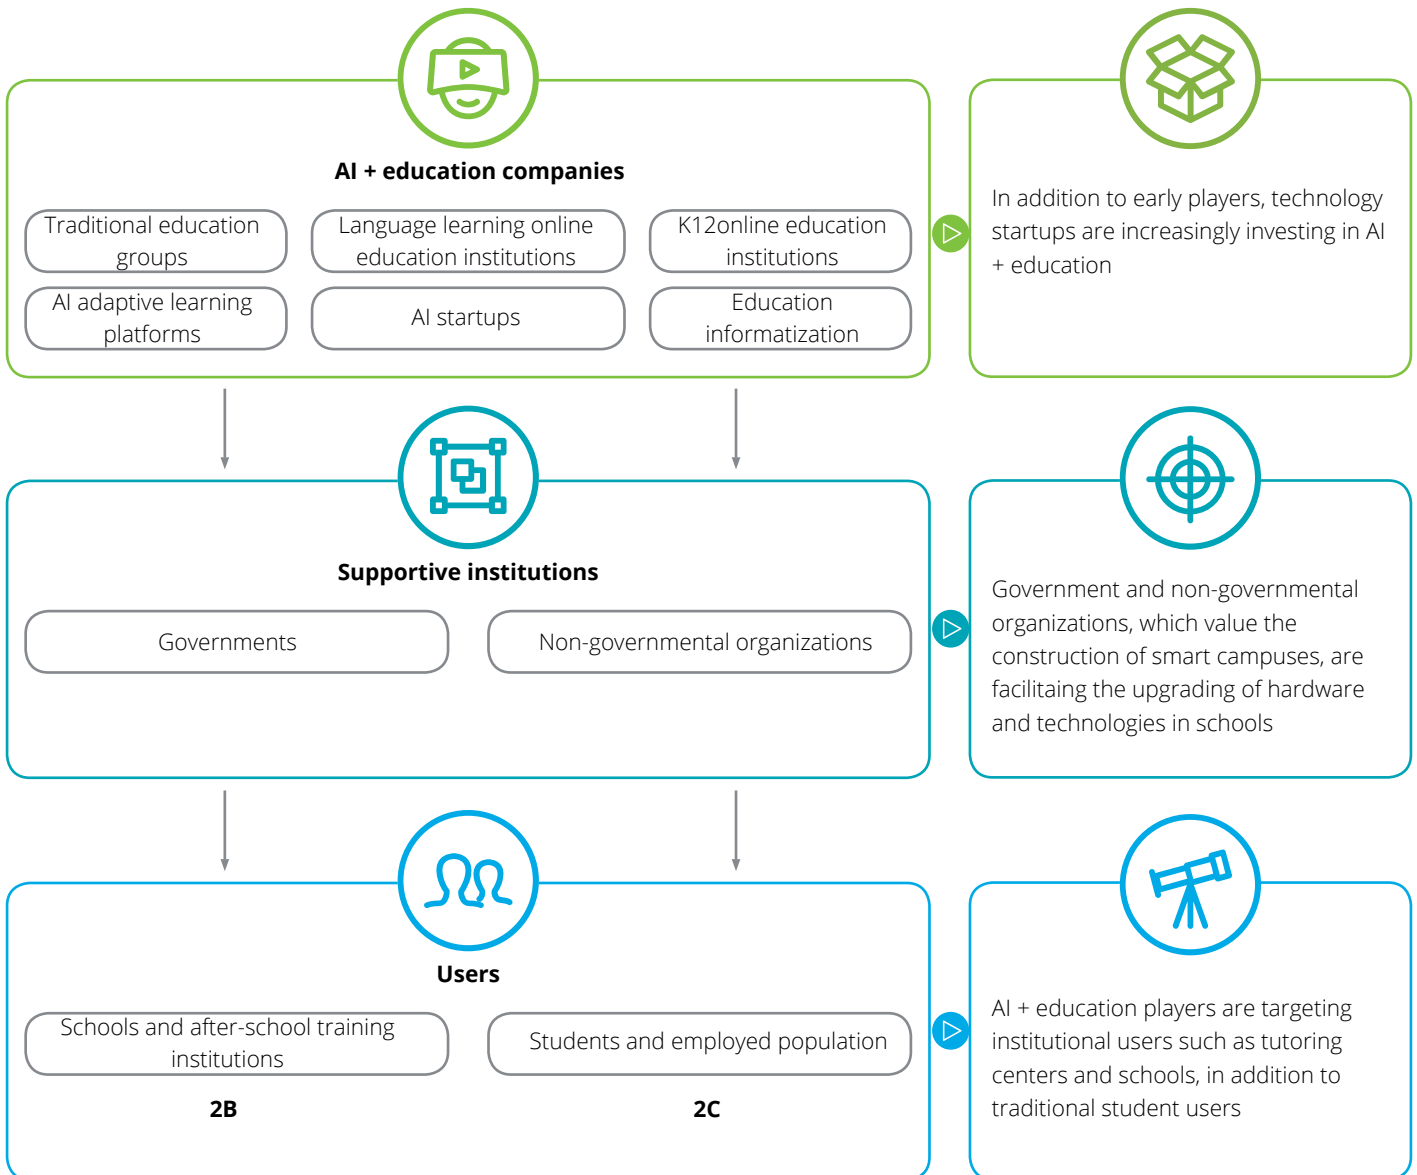 AI + education companies
Traditional education
groups
Language learning online
education institutions
K12online education
institutions
AI adaptive learning
platforms
AI startups
Education
informatization
In addition to early players, technology
startups are increasingly investing in AI
+ education
Supportive institutions
Governments
Non-governmental organizations
Government and non-governmental
organizations, which value the
construction of smart campuses, are
facilitaing the upgrading of hardware
and technologies in schools
Users
Schools and after-school training
institutions
Students and employed population
2B
2C
AI + education players are targeting
institutional users such as tutoring
centers and schools, in addition to
traditional student users